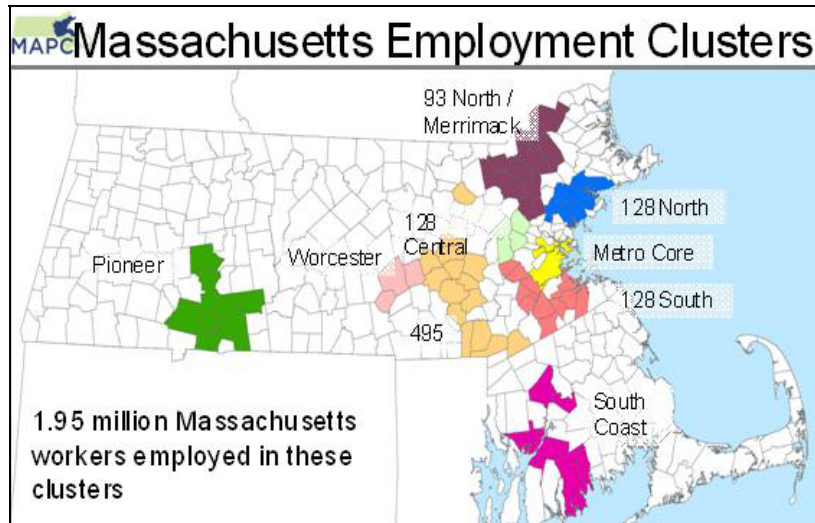 MAPC
Massachusetts Employment Clusters
93 North /
Merrimack
128 North
128
Central
Metro Core
Pioneer
Worcester
128 South
495
South
Coast
1.95 million Massachusetts
workers employed in these
clusters